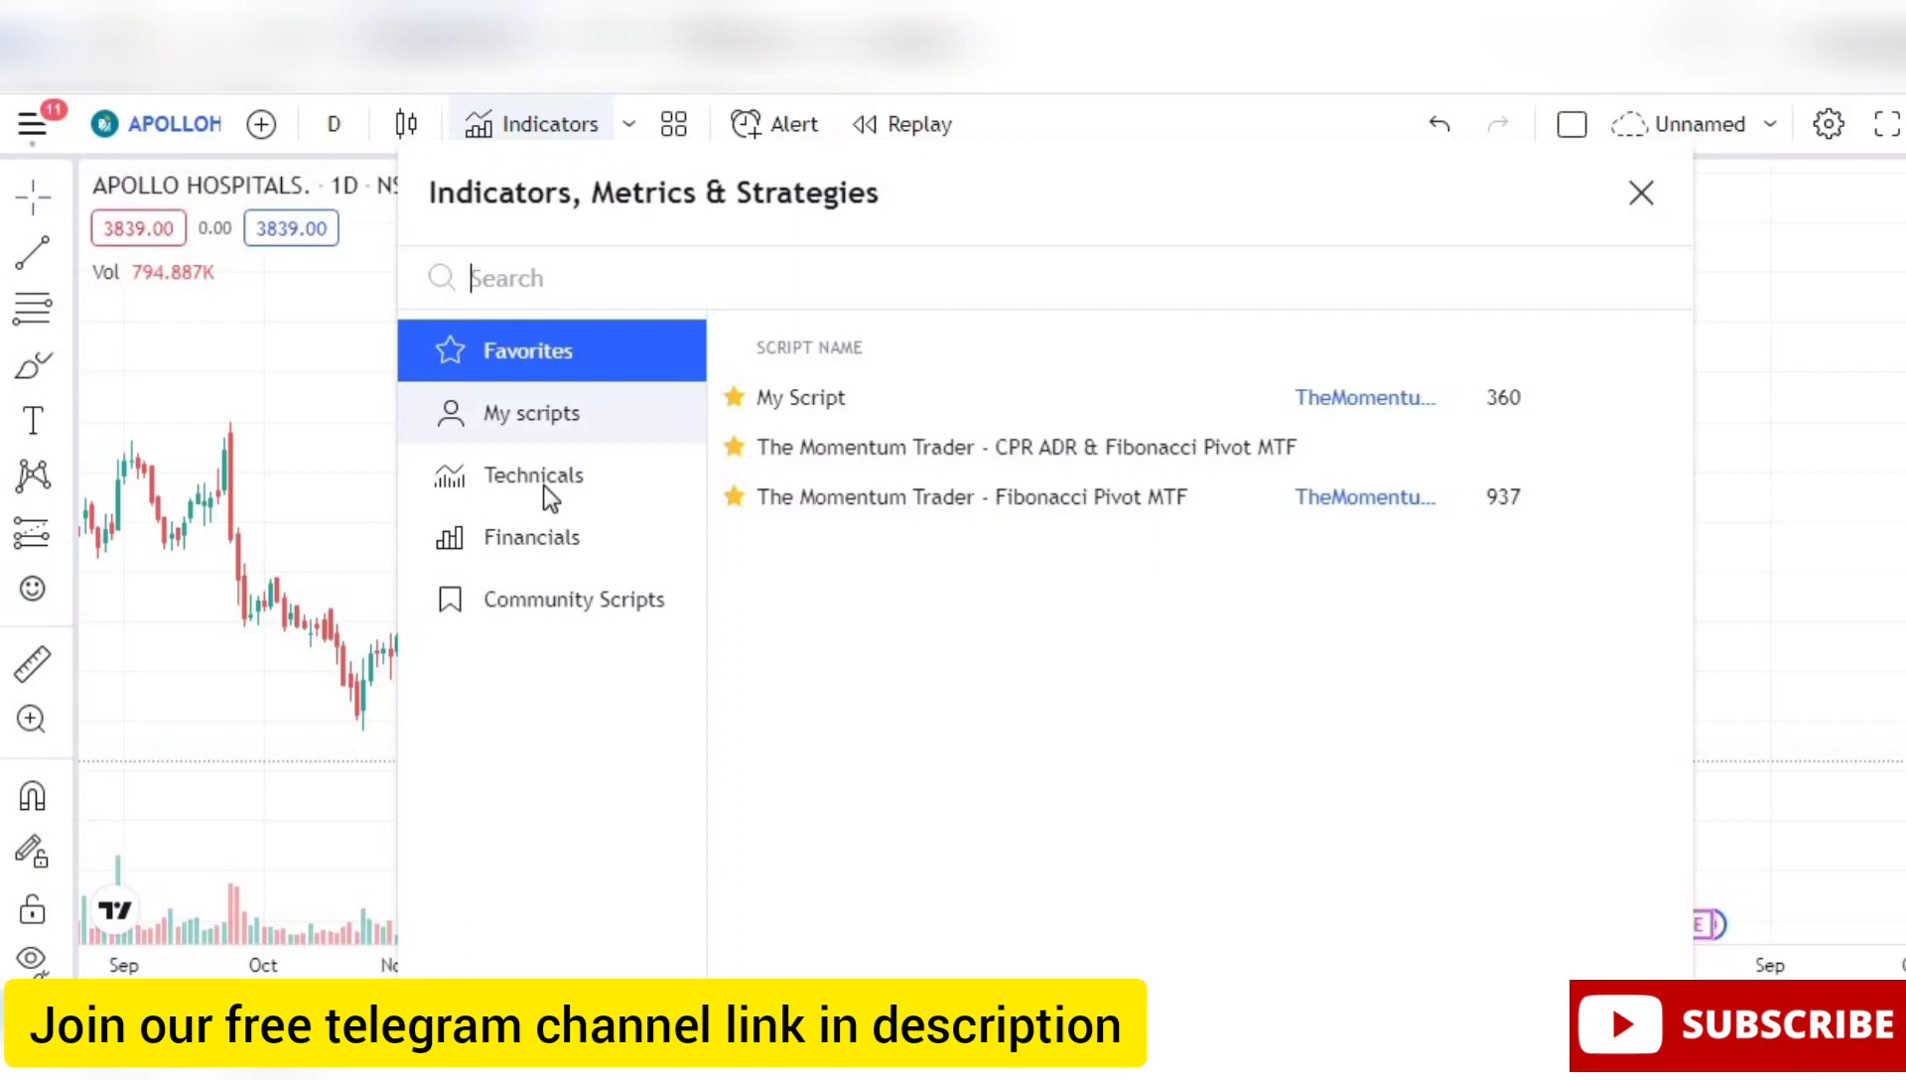 11
APOLLOH
D
Indicators
Alert
Replay
Unnamed
APOLLO HOSPITALS. · 1D · NS
3839.00 0.00 3839.00
Vol 794.887K
Indicators, Metrics & Strategies
Search
Favorites
My scripts
Technicals
Financials
Community Scripts
SCRIPT NAME
My Script TheMomentu... 360
The Momentum Trader - CPR ADR & Fibonacci Pivot MTF
The Momentum Trader - Fibonacci Pivot MTF TheMomentu... 937
E
Sep Oct No Sep
Join our free telegram channel link in description
SUBSCRIBE